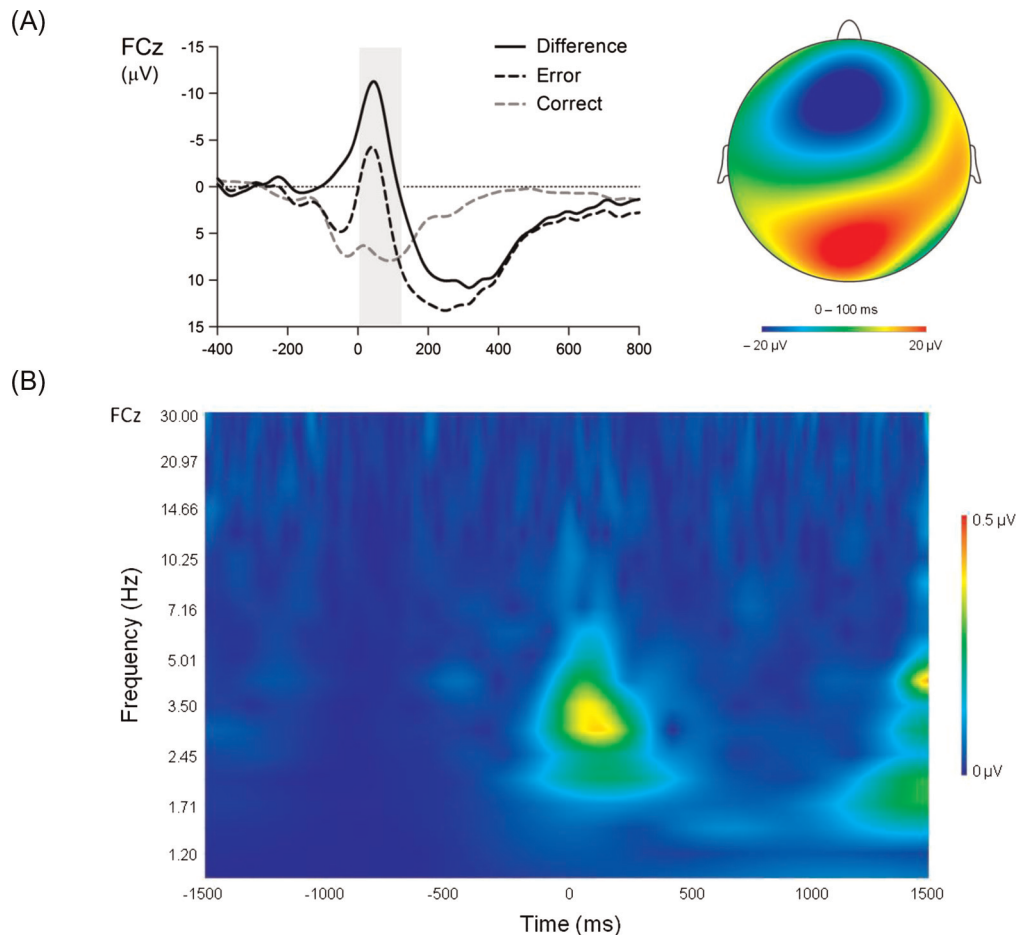 (A)
FCz
(µV)
-15
-10
-5
0
5
10
15
-400
-200
0
200
400
600
800
Difference
Error
Correct
0 – 100 ms
– 20 µV
20 µV
(B)
FCz
30.00
20.97
14.66
10.25
7.16
5.01
3.50
2.45
1.71
1.20
Frequency (Hz)
-1500
-1000
-500
0
500
1000
1500
Time (ms)
0.5 µV
0 µV